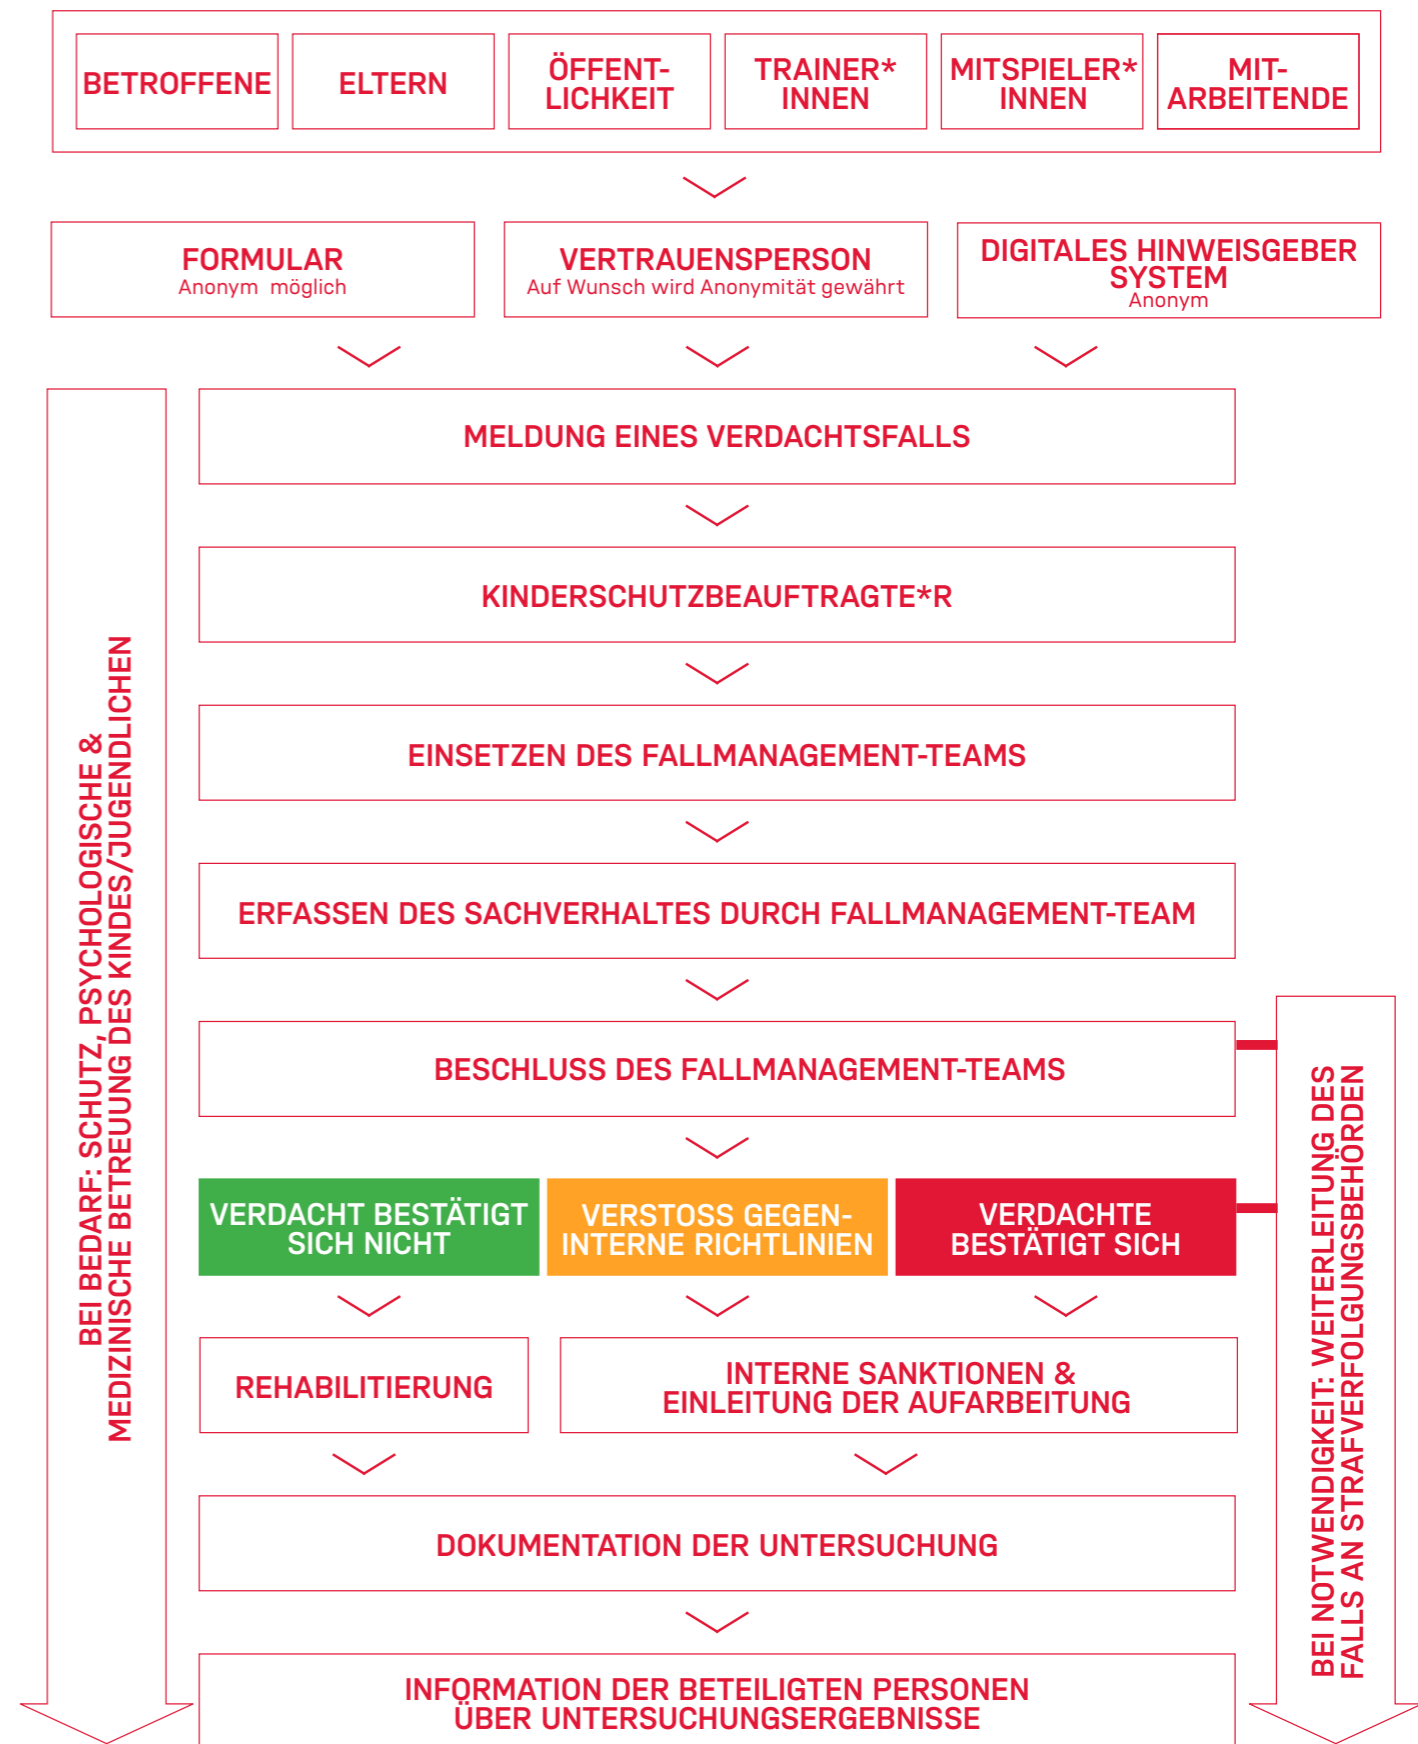 BETROFFENE
ELTERN
ÖFFENT-
LICHKEIT
TRAINER*
INNEN
MITSPIELER*
INNEN
MIT-
ARBEITENDE
FORMULAR
Anonym möglich
VERTRAUENSPERSON
Auf Wunsch wird Anonymität gewährt
DIGITALES HINWEISGEBER
SYSTEM
Anonym
MELDUNG EINES VERDACHTSFALLS
KINDERSCHUTZBEAUFTRAGTE*R
EINSETZEN DES FALLMANAGEMENT-TEAMS
ERFASSEN DES SACHVERHALTES DURCH FALLMANAGEMENT-TEAM
BESCHLUSS DES FALLMANAGEMENT-TEAMS
VERDACHT BESTÄTIGT
SICH NICHT
VERSTOSS GEGEN-
INTERNE RICHTLINIEN
VERDACHTE
BESTÄTIGT SICH
REHABILITIERUNG
INTERNE SANKTIONEN &
EINLEITUNG DER AUFARBEITUNG
DOKUMENTATION DER UNTERSUCHUNG
INFORMATION DER BETEILIGTEN PERSONEN
ÜBER UNTERSUCHUNGSERGEBNISSE
BEI BEDARF: SCHUTZ, PSYCHOLOGISCHE &
MEDIZINISCHE BETREUUNG DES KINDES/JUGENDLICHEN
BEI NOTWENDIGKEIT: WEITERLEITUNG DES
FALLS AN STRAFVERFOLGUNGSBEHÖRDEN